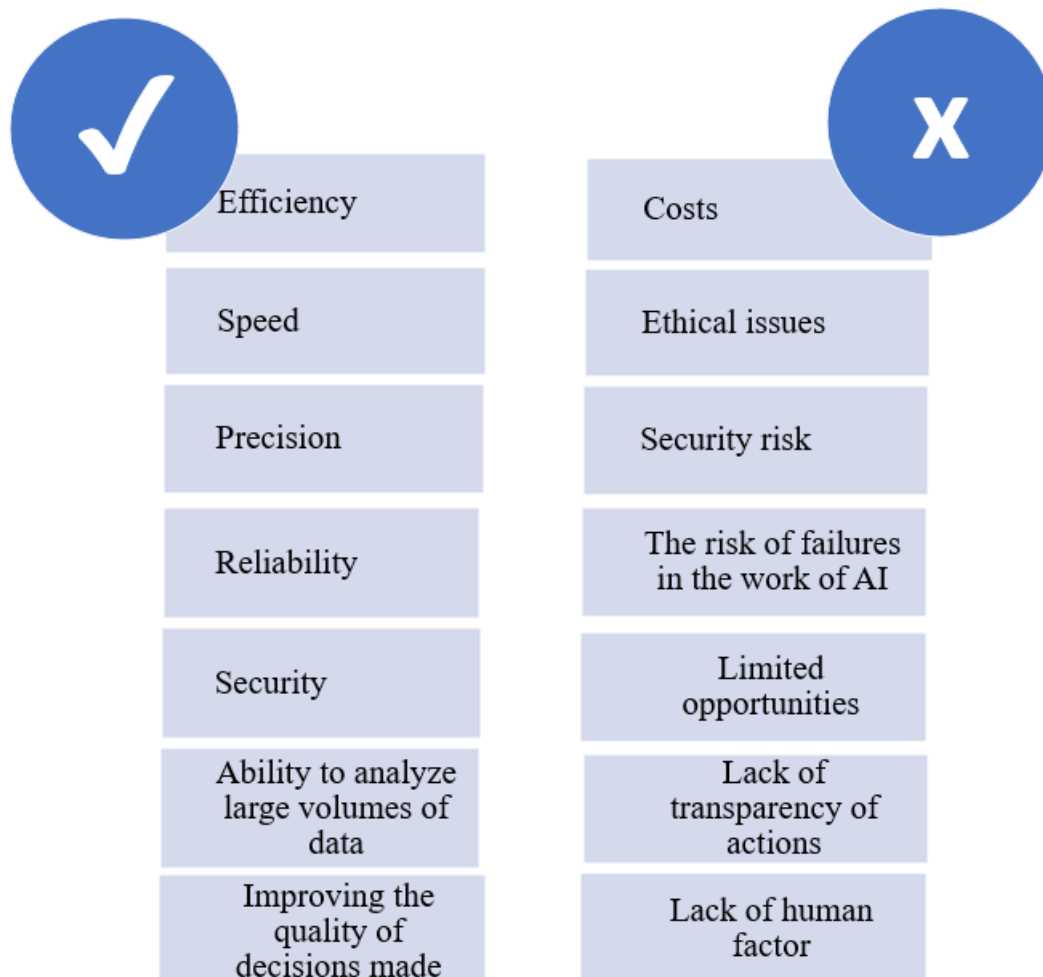 ✓
Efficiency
Speed
Precision
Reliability
Security
Ability to analyze
large volumes of
data
Improving the
quality of
decisions made
x
Costs
Ethical issues
Security risk
The risk of failures
in the work of AI
Limited
opportunities
Lack of
transparency of
actions
Lack of human
factor